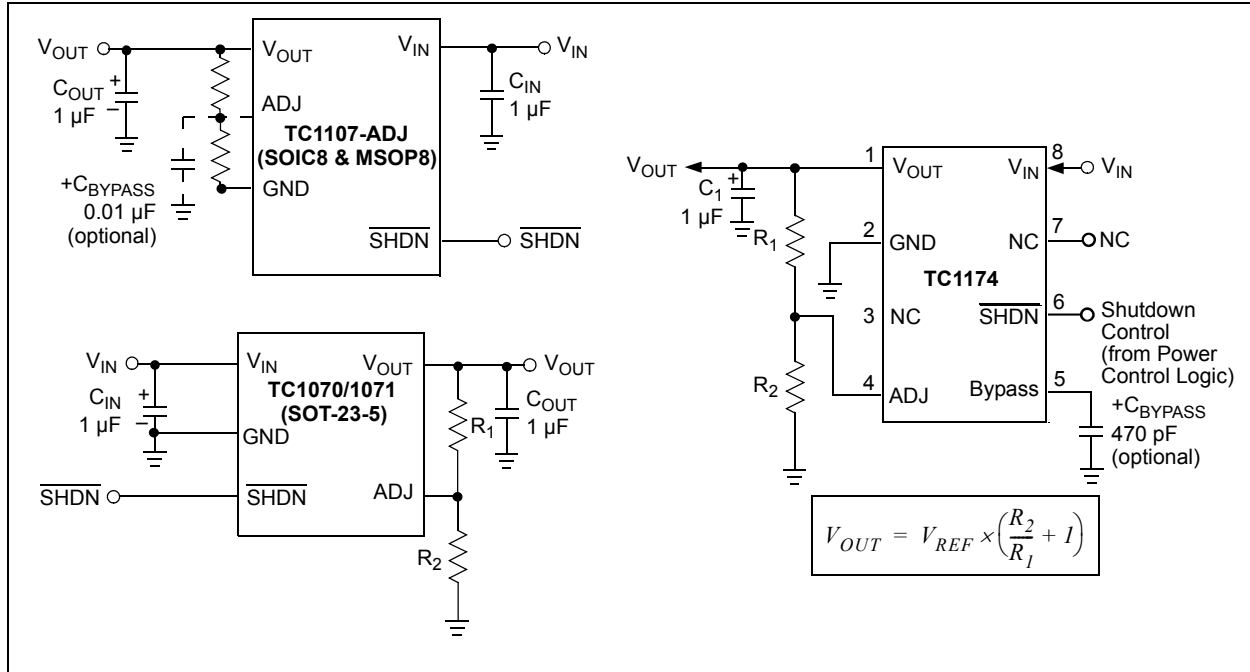 V_OUT
V_OUT
V_IN
V_IN
C_OUT
+
1 µF
−
C_IN
1 µF
ADJ
TC1107-ADJ
(SOIC8 & MSOP8)
+C_BYPASS
0.01 µF
(optional)
GND
SHDN
SHDN
V_IN
V_IN
V_OUT
V_OUT
TC1070/1071
(SOT-23-5)
C_IN
+
1 µF
−
R_1
C_OUT
1 µF
GND
SHDN
SHDN
ADJ
R_2
V_OUT
1
V_OUT
V_IN
8
V_IN
C_1
+
1 µF
R_1
2
GND
NC
7
NC
TC1174
3
NC
SHDN
6
Shutdown
Control
(from Power
Control Logic)
R_2
4
ADJ
Bypass
5
+C_BYPASS
470 pF
(optional)
V_OUT = V_REF × (R_2/R_1 + 1)